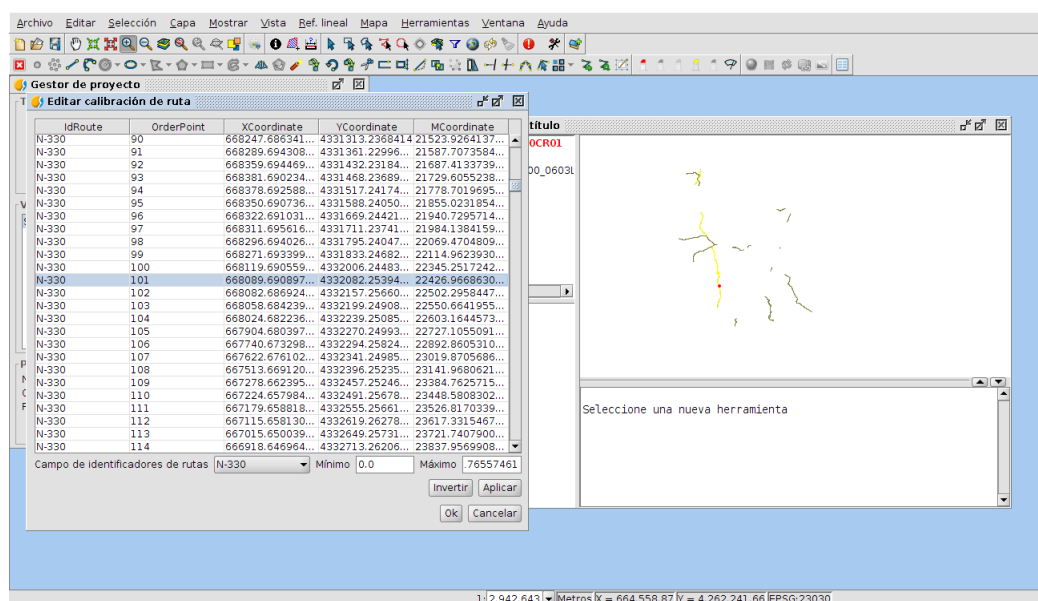 Archivo Editar Selección Capa Mostrar Vista Ref. lineal Mapa Herramientas Ventana Ayuda
Gestor de proyecto
Editar calibración de ruta
título
IdRoute OrderPoint XCoordinate YCoordinate MCoordinate
N-330 90 668247.686341... 4331313.2368414 21523.9264137...
N-330 91 668289.694308... 4331361.22996... 21587.7073584...
N-330 92 668359.694469... 4331432.23184... 21687.4133739...
N-330 93 668381.690234... 4331468.23689... 21729.6055238...
N-330 94 668378.692588... 4331517.24174... 21778.7019695...
N-330 95 668350.690736... 4331588.24050... 21855.0231854...
N-330 96 668322.691031... 4331669.24421... 21940.7295714...
N-330 97 668311.695616... 4331711.23741... 21984.1384159...
N-330 98 668296.694026... 4331795.24047... 22069.4704809...
N-330 99 668271.693399... 4331833.24682... 22114.9623930...
N-330 100 668119.690559... 4332006.24483... 22345.2517242...
N-330 101 668089.690897... 4332082.25394... 22426.9668630...
N-330 102 668082.686924... 4332157.25660... 22502.2958447...
N-330 103 668058.684239... 4332199.24908... 22550.6641955...
N-330 104 668024.682236... 4332239.25085... 22603.1644573...
N-330 105 667904.680397... 4332270.24993... 22727.1055091...
N-330 106 667740.673298... 4332294.25824... 22892.8605310...
N-330 107 667622.676102... 4332341.24985... 23019.8705686...
N-330 108 667513.669120... 4332396.25235... 23141.9680621...
N-330 109 667278.662395... 4332457.25246... 23384.7625715...
N-330 110 667224.657984... 4332491.25678... 23448.5808302...
N-330 111 667179.658818... 4332555.25661... 23526.8170339...
N-330 112 667115.658130... 4332619.26278... 23617.3315467...
N-330 113 667015.650039... 4332649.25731... 23721.7407900...
N-330 114 666918.646964... 4332713.26206... 23837.9569908...
Campo de identificadores de rutas N-330 Mínimo 0.0 Máximo .76557461
Invertir Aplicar
Ok Cancelar
0CR01
00_0603L
Seleccione una nueva herramienta
1: 2.942.643 Metros X = 664.558,87 Y = 4.262.241,66 EPSG:23030